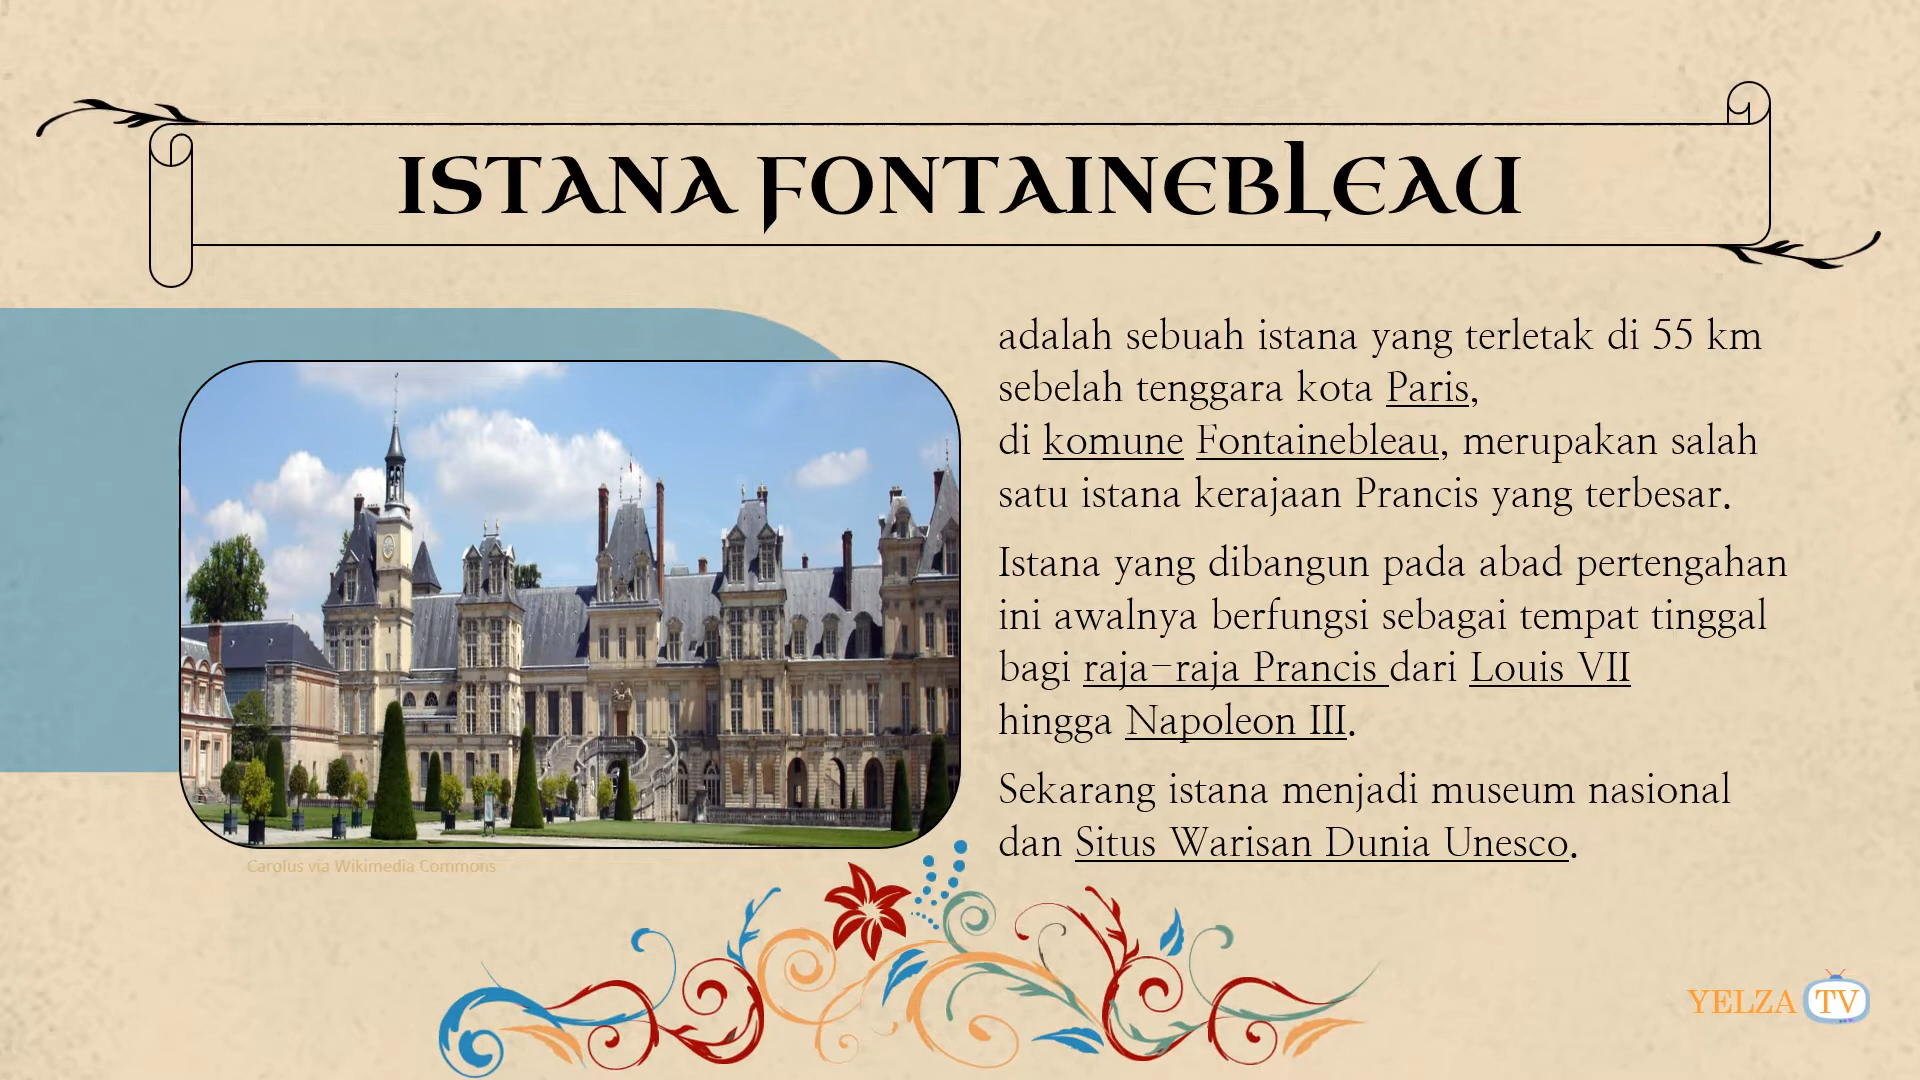 ISTANA FONTAINEBLEAU
adalah sebuah istana yang terletak di 55 km
sebelah tenggara kota Paris,
di komune Fontainebleau, merupakan salah
satu istana kerajaan Prancis yang terbesar.
Istana yang dibangun pada abad pertengahan
ini awalnya berfungsi sebagai tempat tinggal
bagi raja-raja Prancis dari Louis VII
hingga Napoleon III.
Sekarang istana menjadi museum nasional
dan Situs Warisan Dunia Unesco.
Carolus via Wikimedia Commons
YELZA TV